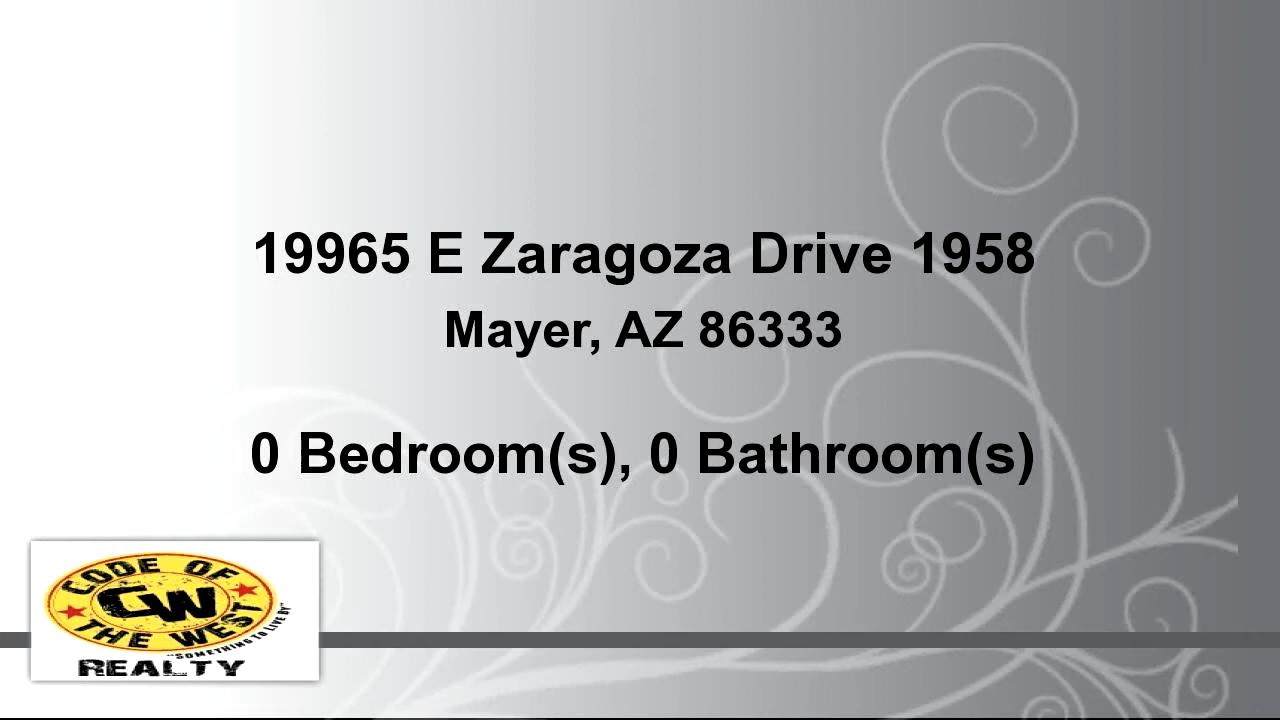 19965 E Zaragoza Drive 1958
Mayer, AZ 86333
0 Bedroom(s), 0 Bathroom(s)
CODE OF
CW
THE WEST
"SOMETHING TO LIVE BY"
REALTY